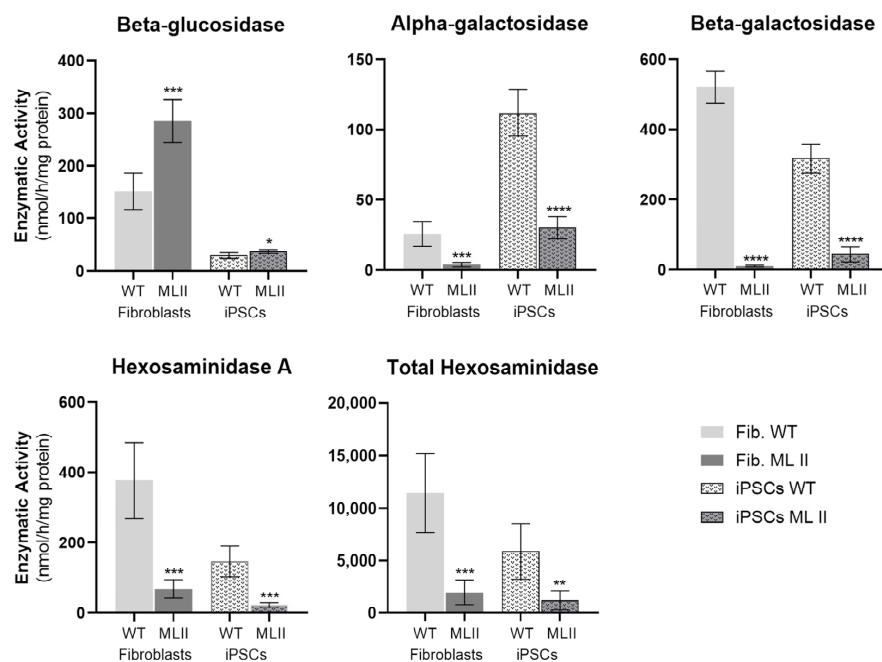 Beta-glucosidase
Enzymatic Activity
(nmol/h/mg protein)
400
300
200
100
0
***
*
WT MLII WT MLII
Fibroblasts iPSCs
Alpha-galactosidase
150
100
50
0
***
****
WT MLII WT MLII
Fibroblasts iPSCs
Beta-galactosidase
600
400
200
0
****
****
WT MLII WT MLII
Fibroblasts iPSCs
Hexosaminidase A
Enzymatic Activity
(nmol/h/mg protein)
600
400
200
0
***
***
WT MLII WT MLII
Fibroblasts iPSCs
Total Hexosaminidase
20,000
15,000
10,000
5,000
0
***
**
WT MLII WT MLII
Fibroblasts iPSCs
Fib. WT
Fib. ML II
iPSCs WT
iPSCs ML II